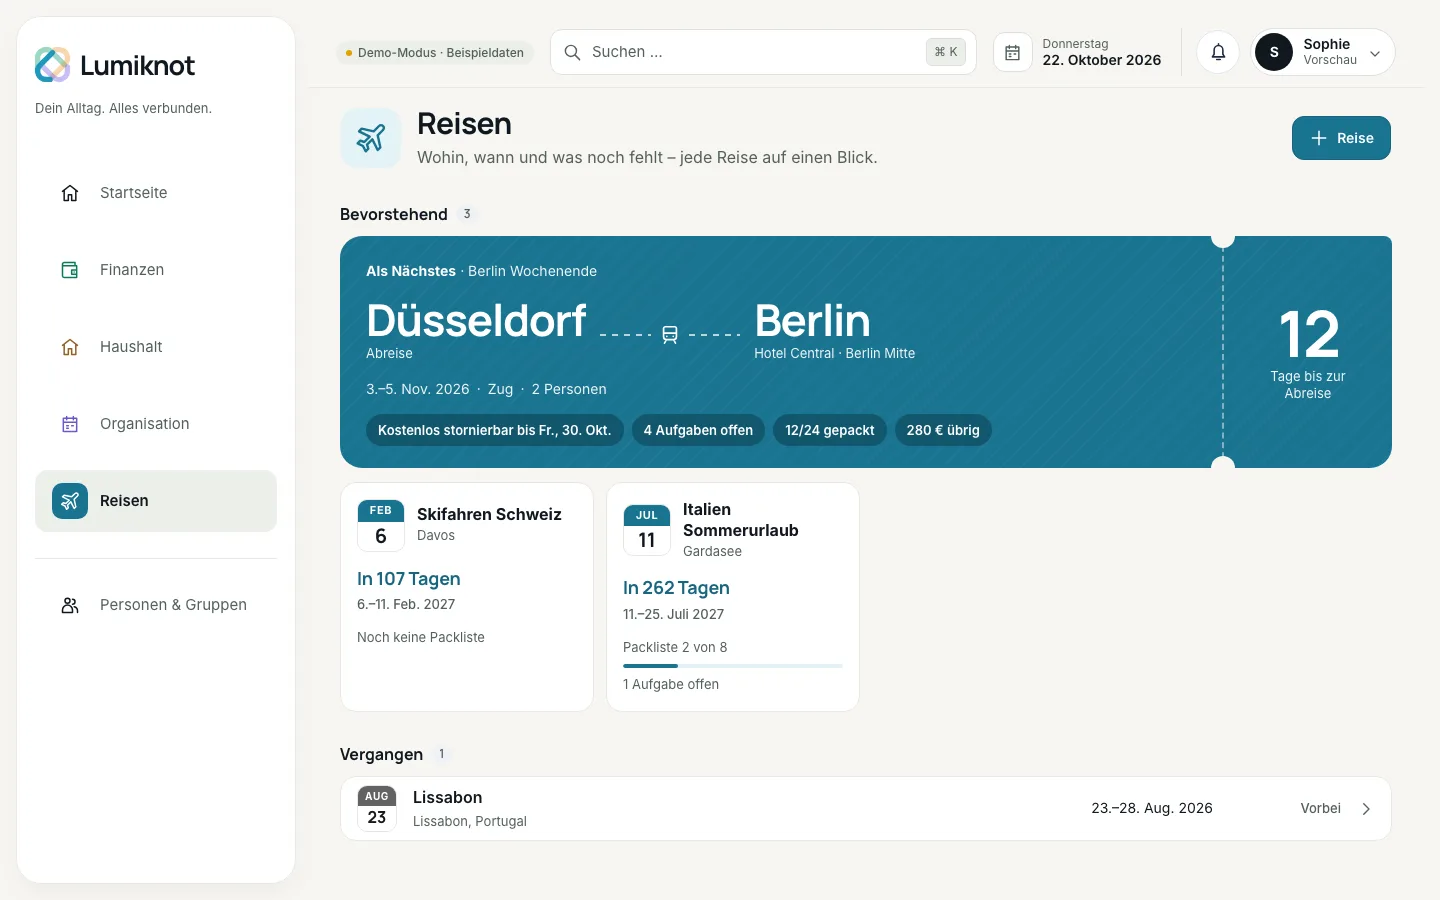 Lumiknot
Dein Alltag. Alles verbunden.
Startseite
Finanzen
Haushalt
Organisation
Reisen
Personen & Gruppen
Demo-Modus · Beispieldaten
Suchen ...
⌘ K
Donnerstag
22. Oktober 2026
S
Sophie
Vorschau
Reisen
Wohin, wann und was noch fehlt – jede Reise auf einen Blick.
Reise
Bevorstehend 3
Als Nächstes · Berlin Wochenende
Düsseldorf
Abreise
Berlin
Hotel Central · Berlin Mitte
3.–5. Nov. 2026 · Zug · 2 Personen
Kostenlos stornierbar bis Fr., 30. Okt.
4 Aufgaben offen
12/24 gepackt
280 € übrig
12
Tage bis zur
Abreise
FEB
6
Skifahren Schweiz
Davos
In 107 Tagen
6.–11. Feb. 2027
Noch keine Packliste
JUL
11
Italien
Sommerurlaub
Gardasee
In 262 Tagen
11.–25. Juli 2027
Packliste 2 von 8
1 Aufgabe offen
Vergangen 1
AUG
23
Lissabon
Lissabon, Portugal
23.–28. Aug. 2026
Vorbei